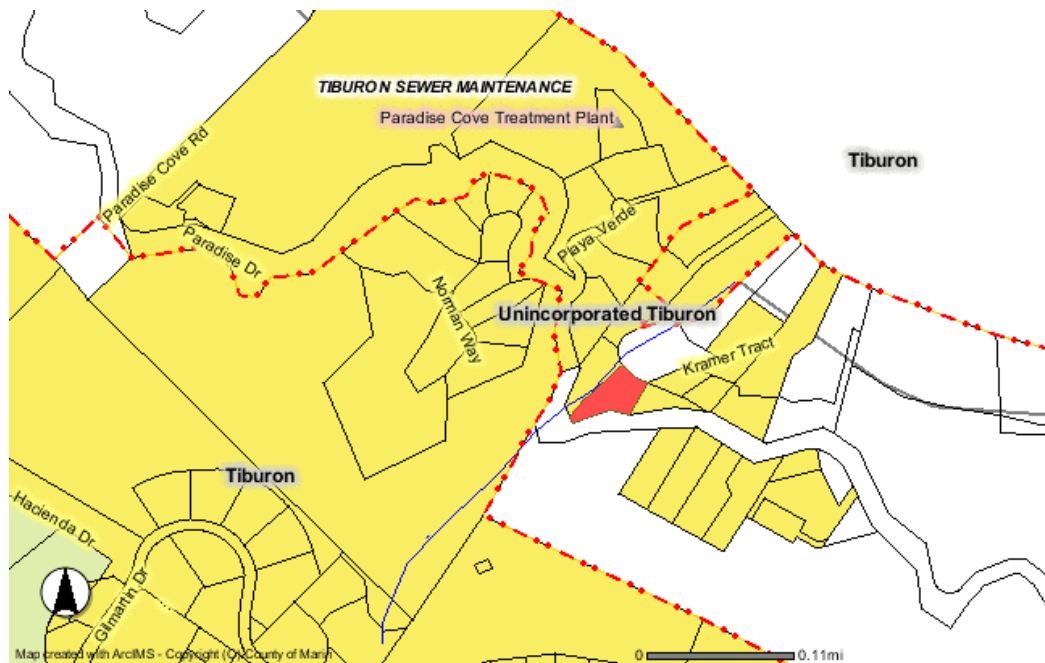 TIBURON SEWER MAINTENANCE
Paradise Cove Treatment Plant
Tiburon
Paradise Cove Rd
Paradise Dr
Playa Verde
Norman Way
Unincorporated Tiburon
Kramer Tract
Tiburon
Hacienda Dr
Gilmartin Dr
Map created with ArcIMS - Copyright (C) County of Marin
0 0.11mi